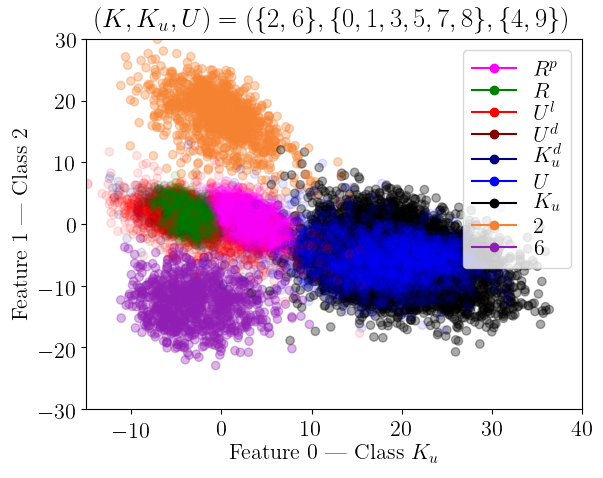 (K, K_u, U) = ({2, 6}, {0, 1, 3, 5, 7, 8}, {4, 9})
30
20
10
0
−10
−20
−30
Feature 1 — Class 2
R^p
R
U^l
U^d
K_u^d
U
K_u
2
6
−10
0
10
20
30
40
Feature 0 — Class K_u